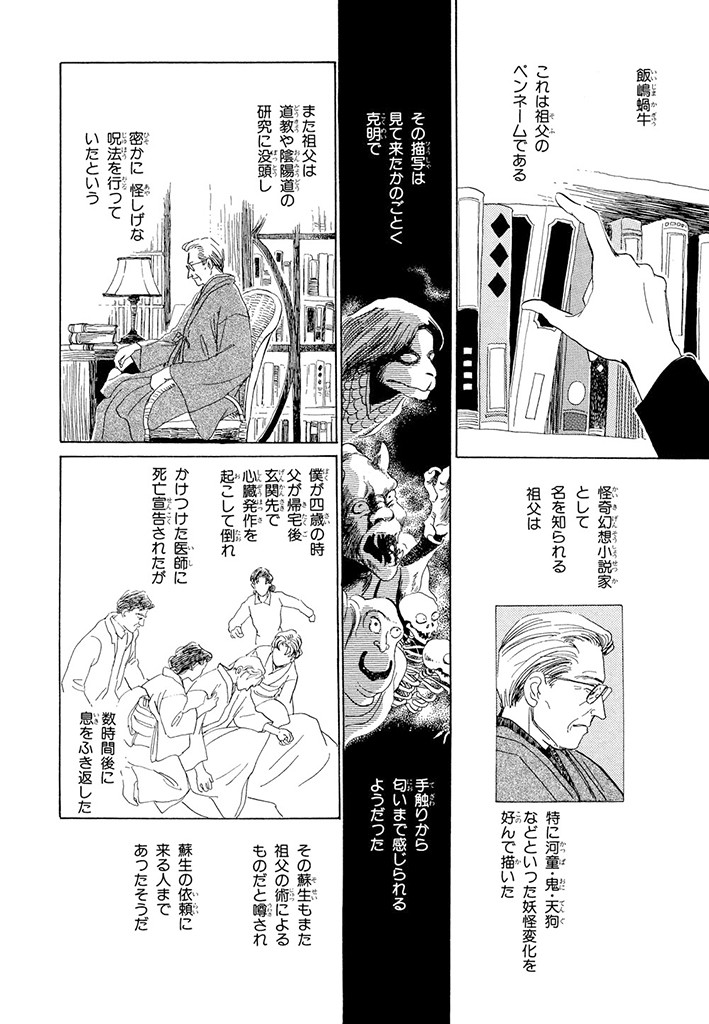 飯嶋蝸牛
これは祖父の
ペンネームである
怪奇幻想小説家
として
名を知られる
祖父は
特に河童・鬼・天狗
などといった妖怪変化を
好んで描いた
その描写は
見て来たかのごとく
克明で
手触りから
匂いまで感じられる
ようだった
また祖父は
道教や陰陽道の
研究に没頭し
密かに 怪しげな
呪法を行って
いたという
僕が四歳の時
父が帰宅後
玄関先で
心臓発作を
起こして倒れ
かけつけた医師に
死亡宣告されたが
数時間後に
息をふき返した
その蘇生もまた
祖父の術による
ものだと噂され
蘇生の依頼に
来る人まで
あったそうだ